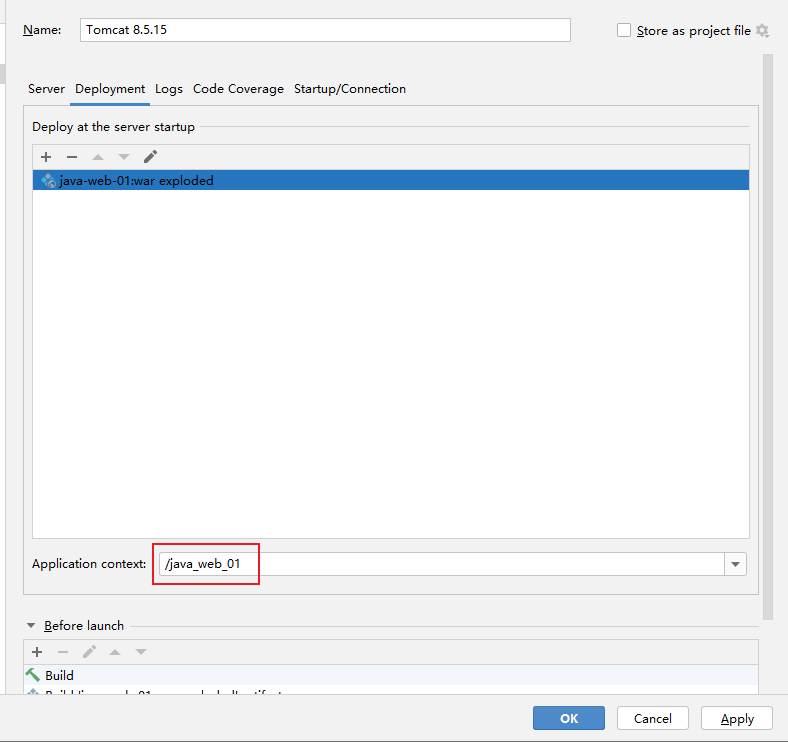 Name: Tomcat 8.5.15 Store as project file
Server Deployment Logs Code Coverage Startup/Connection
Deploy at the server startup
java-web-01:war exploded
Application context: /java_web_01
Before launch
Build
OK Cancel Apply